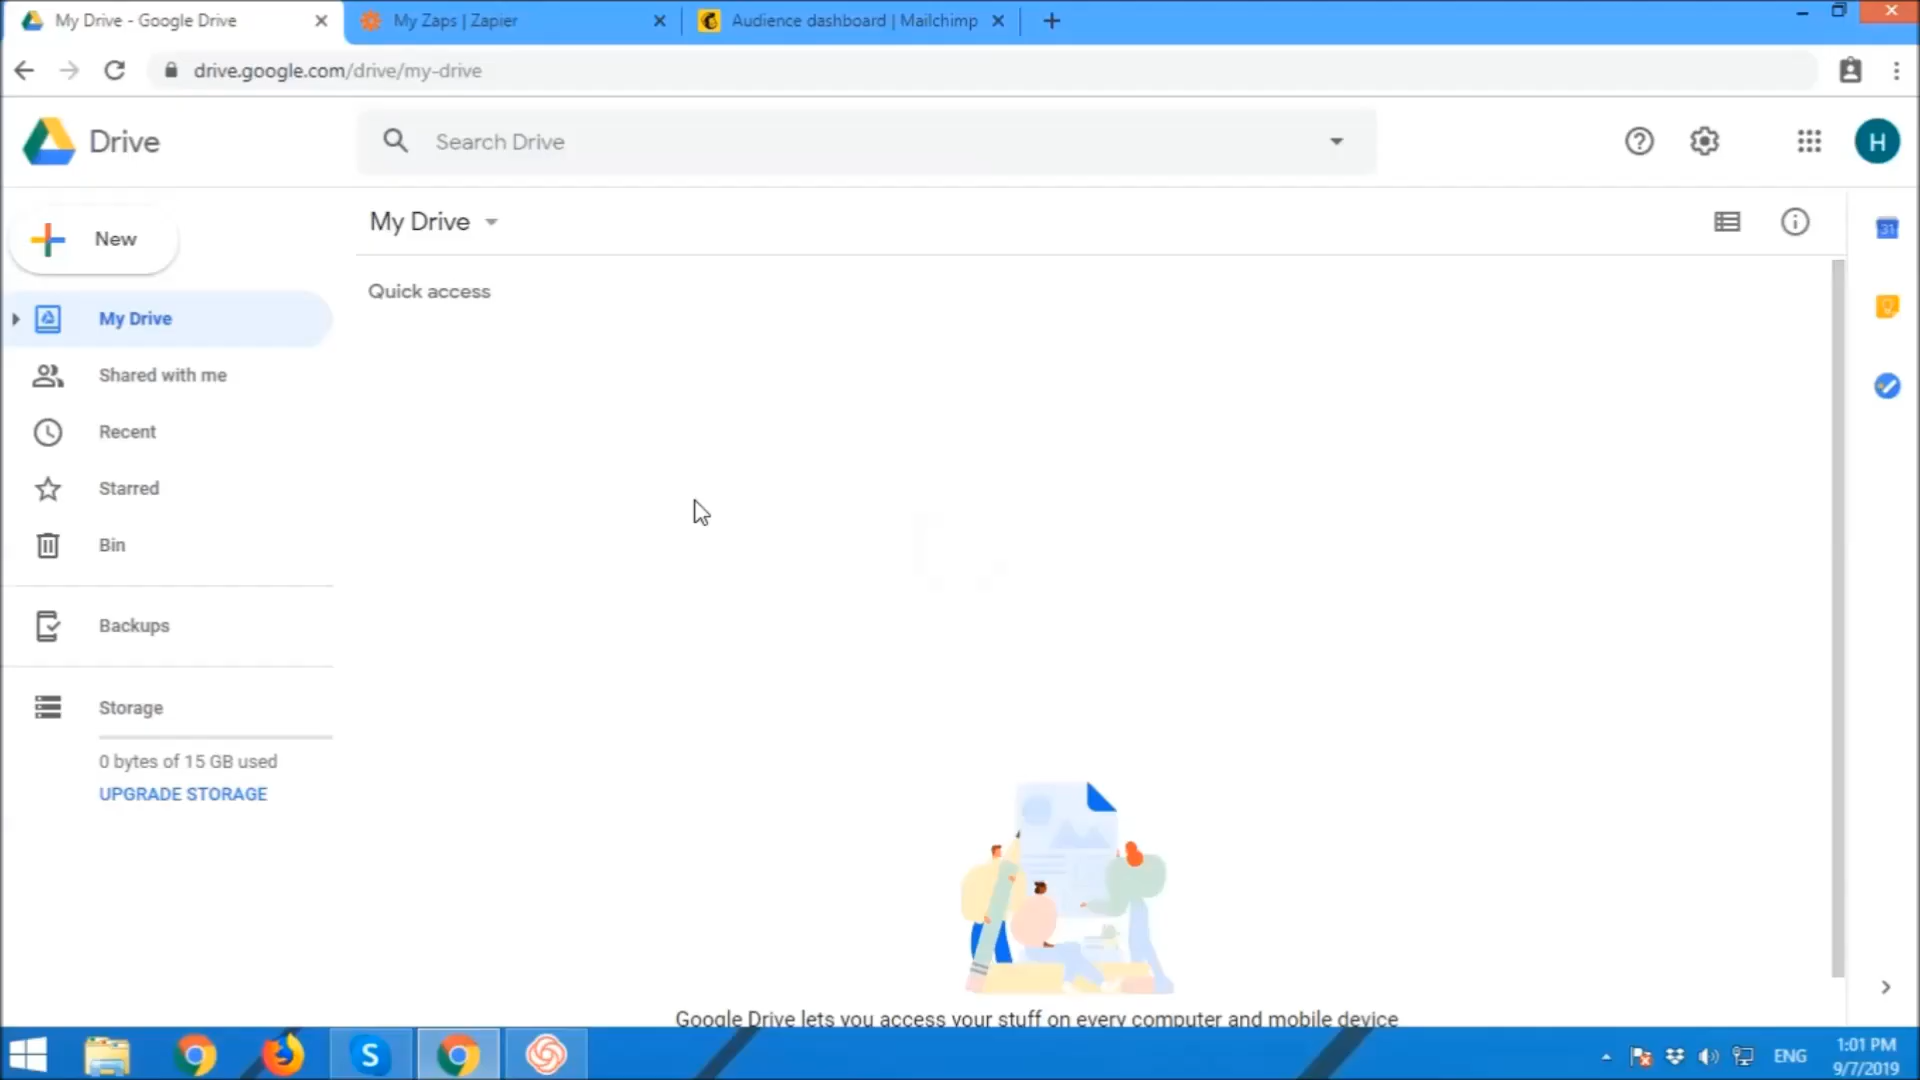 My Drive - Google Drive
My Zaps | Zapier
Audience dashboard | Mailchimp
drive.google.com/drive/my-drive
Drive
Search Drive
H
New
My Drive
Quick access
31
My Drive
Shared with me
Recent
Starred
Bin
Backups
Storage
0 bytes of 15 GB used
UPGRADE STORAGE
Google Drive lets you access your stuff on every computer and mobile device
S
ENG
1:01 PM
9/7/2019